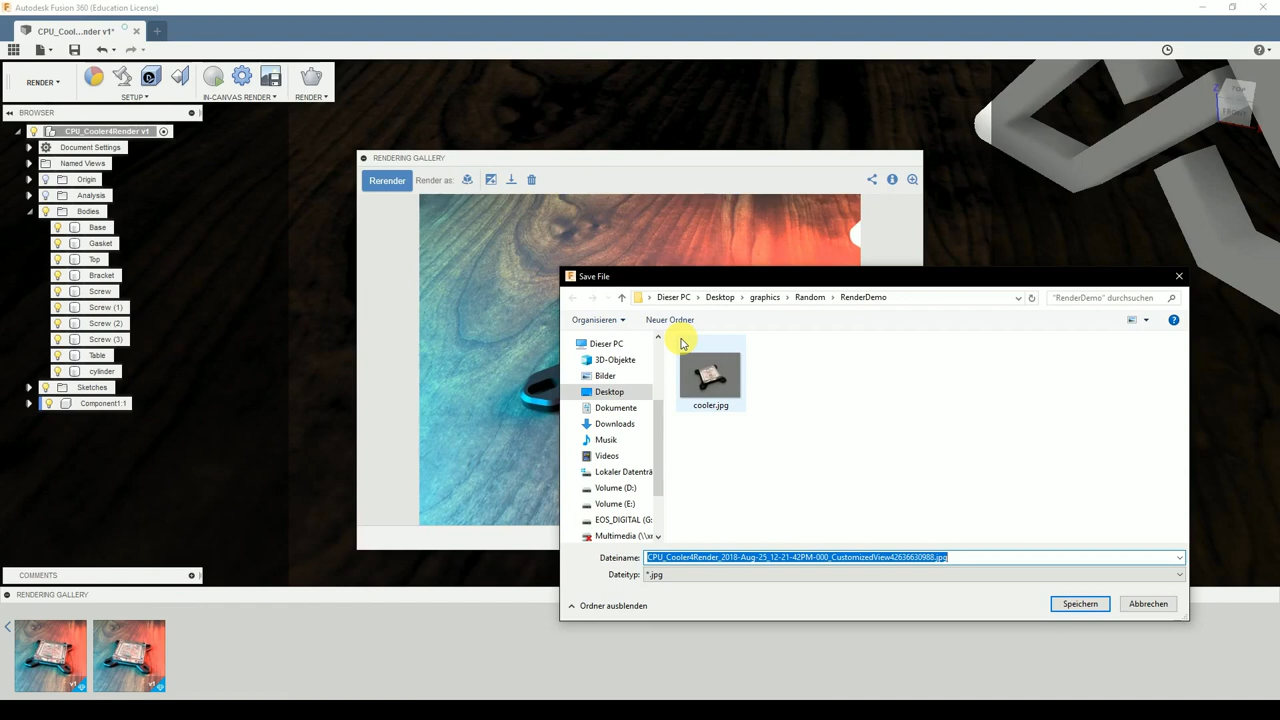 Autodesk Fusion 360 (Education License)
CPU_Cool...nder v1*
RENDER
SETUP
IN-CANVAS RENDER
RENDER
BROWSER
CPU_Cooler4Render v1
Document Settings
Named Views
Origin
Analysis
Bodies
Base
Gasket
Top
Bracket
Screw
Screw (1)
Screw (2)
Screw (3)
Table
cylinder
Sketches
Component1:1
TOP
FRONT
Z
RENDERING GALLERY
Rerender
Render as:
Save File
Dieser PC
Desktop
graphics
Random
RenderDemo
"RenderDemo" durchsuchen
Organisieren
Neuer Ordner
Dieser PC
3D-Objekte
Bilder
Desktop
Dokumente
Downloads
Musik
Videos
Lokaler Datenträ
Volume (D:)
Volume (E:)
EOS_DIGITAL (G:
cooler.jpg
Dateiname:
CPU_Cooler4Render_2018-Aug-25_12-21-42PM-000_CustomizedView42636630988.jpg
Dateityp:
*.jpg
Ordner ausblenden
Speichern
Abbrechen
COMMENTS
RENDERING GALLERY
v1
v1